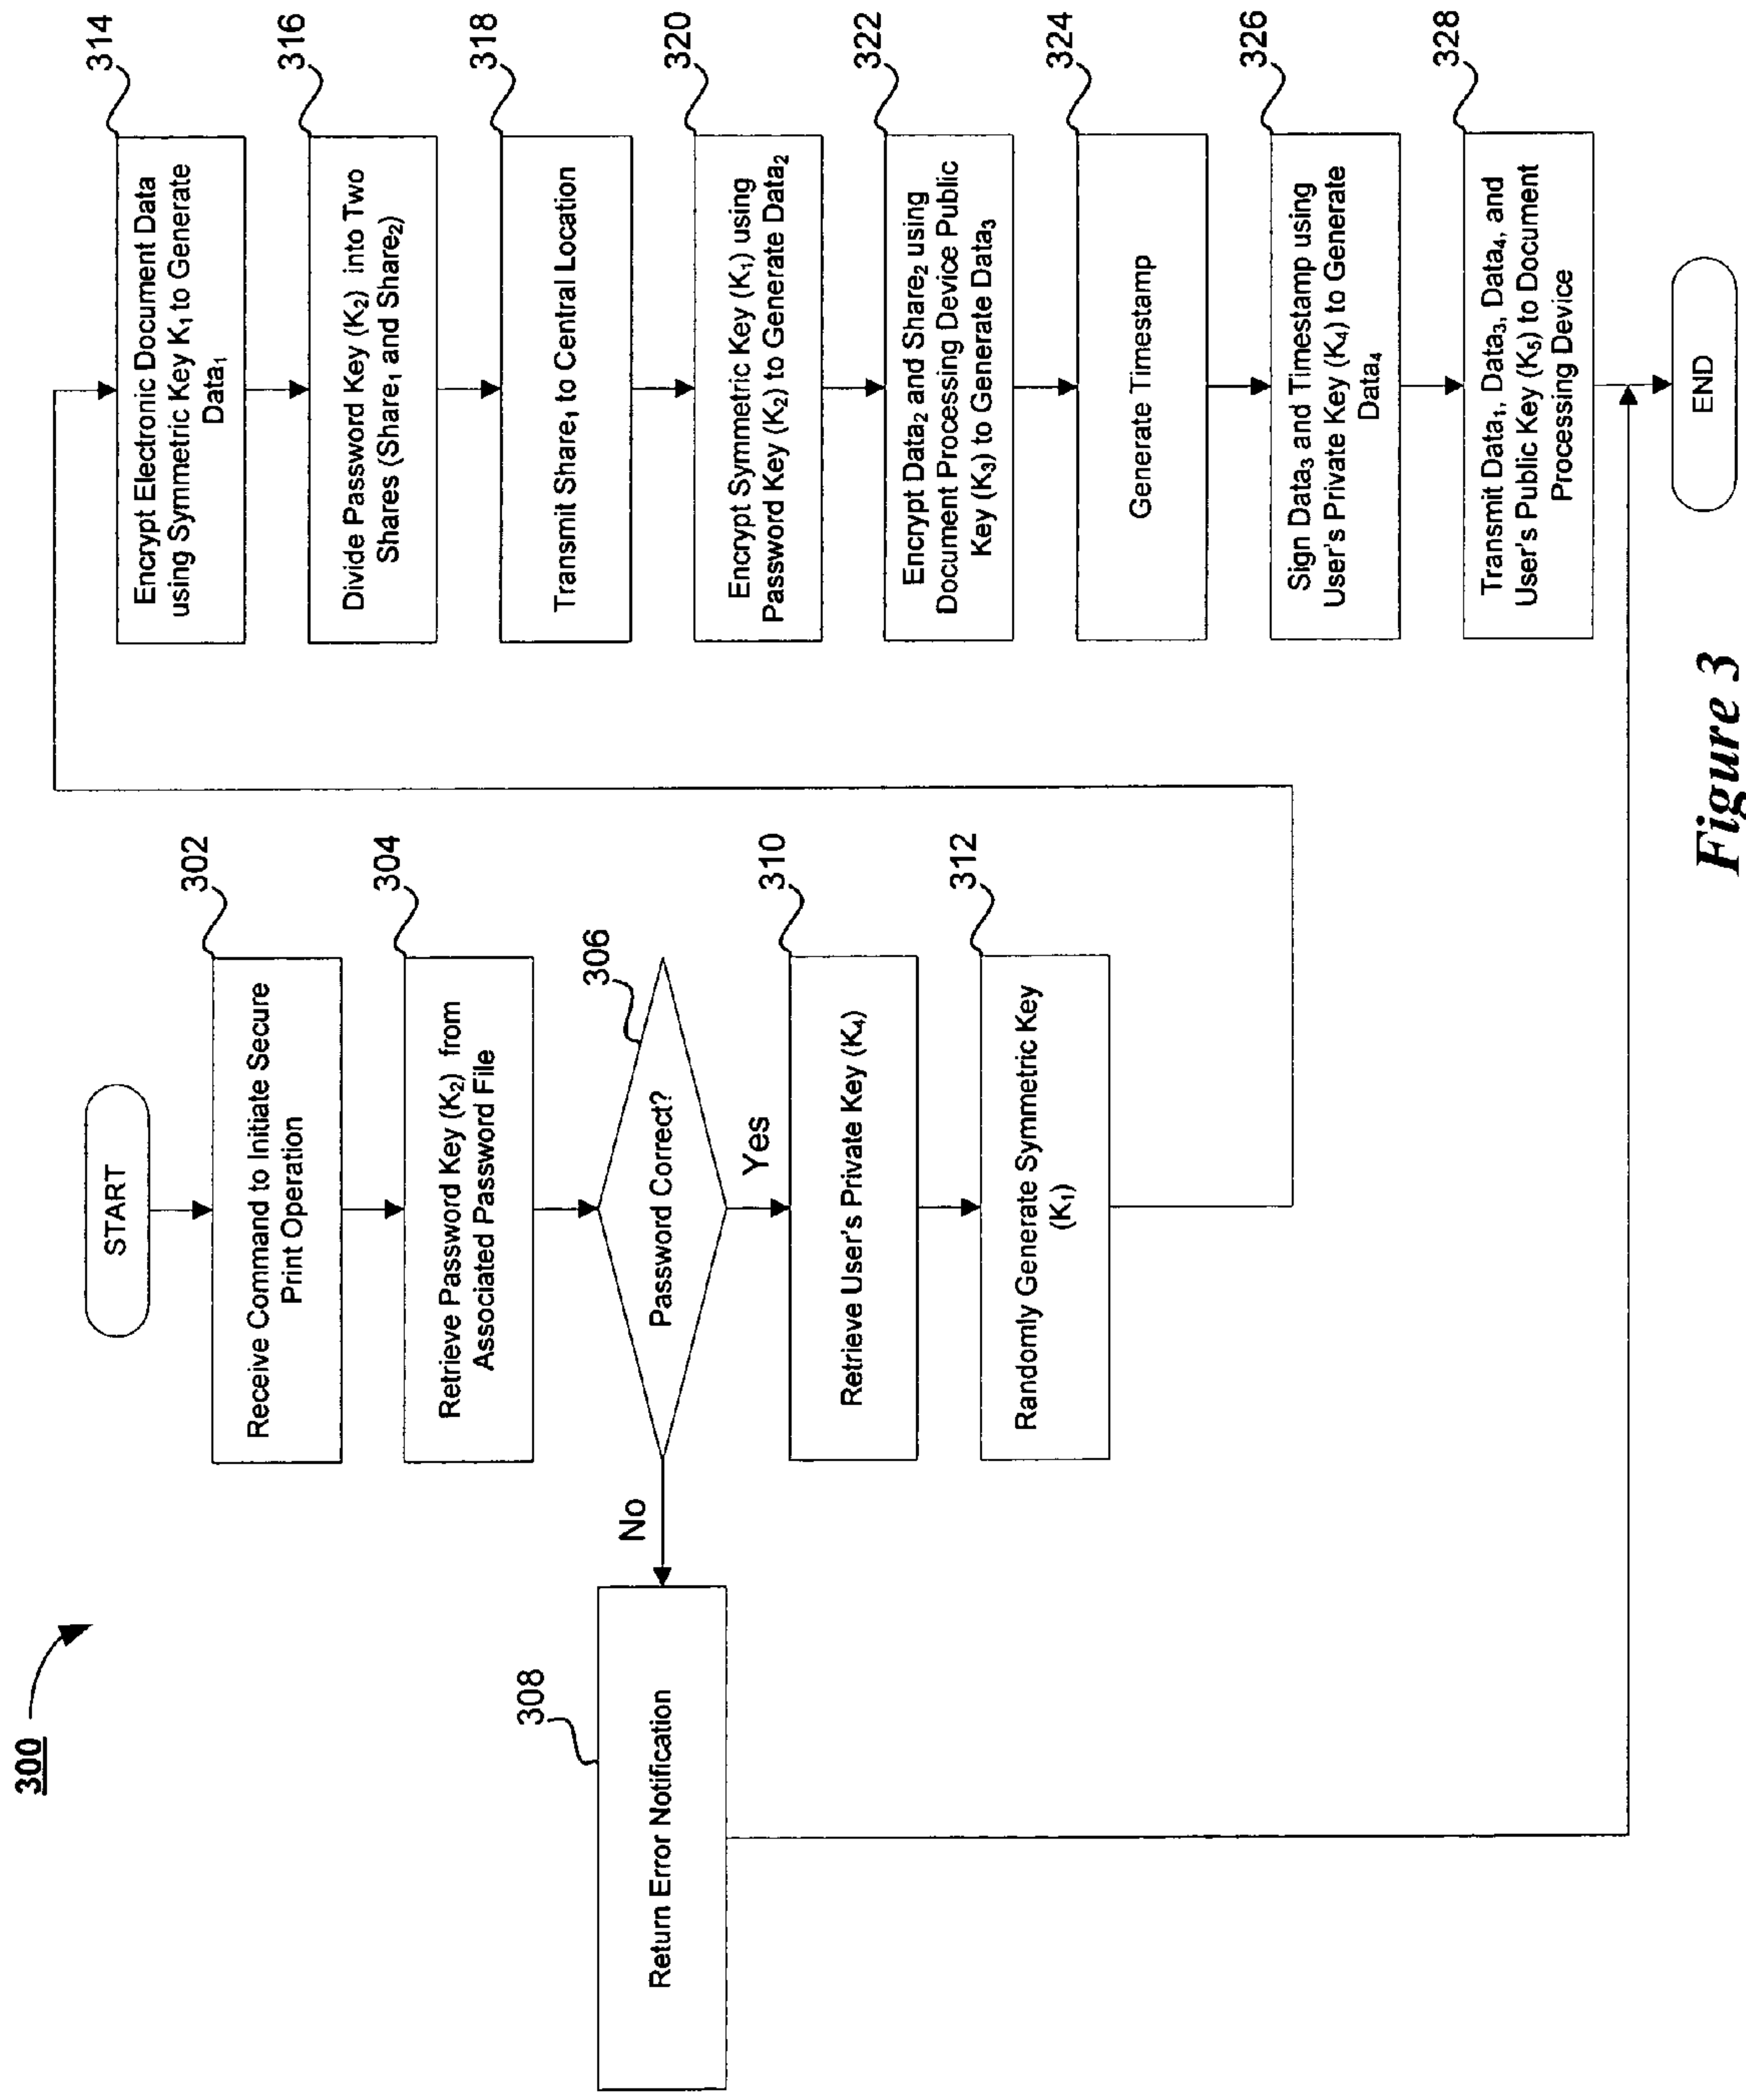 300
START
302
Receive Command to Initiate Secure
Print Operation
304
Retrieve Password Key (K₂) from
Associated Password File
306
Password Correct?
No
Yes
308
Return Error Notification
310
Retrieve User's Private Key (K₄)
312
Randomly Generate Symmetric Key
(K₁)
314
Encrypt Electronic Document Data
using Symmetric Key K₁ to Generate
Data₁
316
Divide Password Key (K₂) into Two
Shares (Share₁ and Share₂)
318
Transmit Share₁ to Central Location
320
Encrypt Symmetric Key (K₁) using
Password Key (K₂) to Generate Data₂
322
Encrypt Data₂ and Share₂ using
Document Processing Device Public
Key (K₃) to Generate Data₃
324
Generate Timestamp
326
Sign Data₃ and Timestamp using
User's Private Key (K₄) to Generate
Data₄
328
Transmit Data₁, Data₃, Data₄, and
User's Public Key (K₅) to Document
Processing Device
END
Figure 3